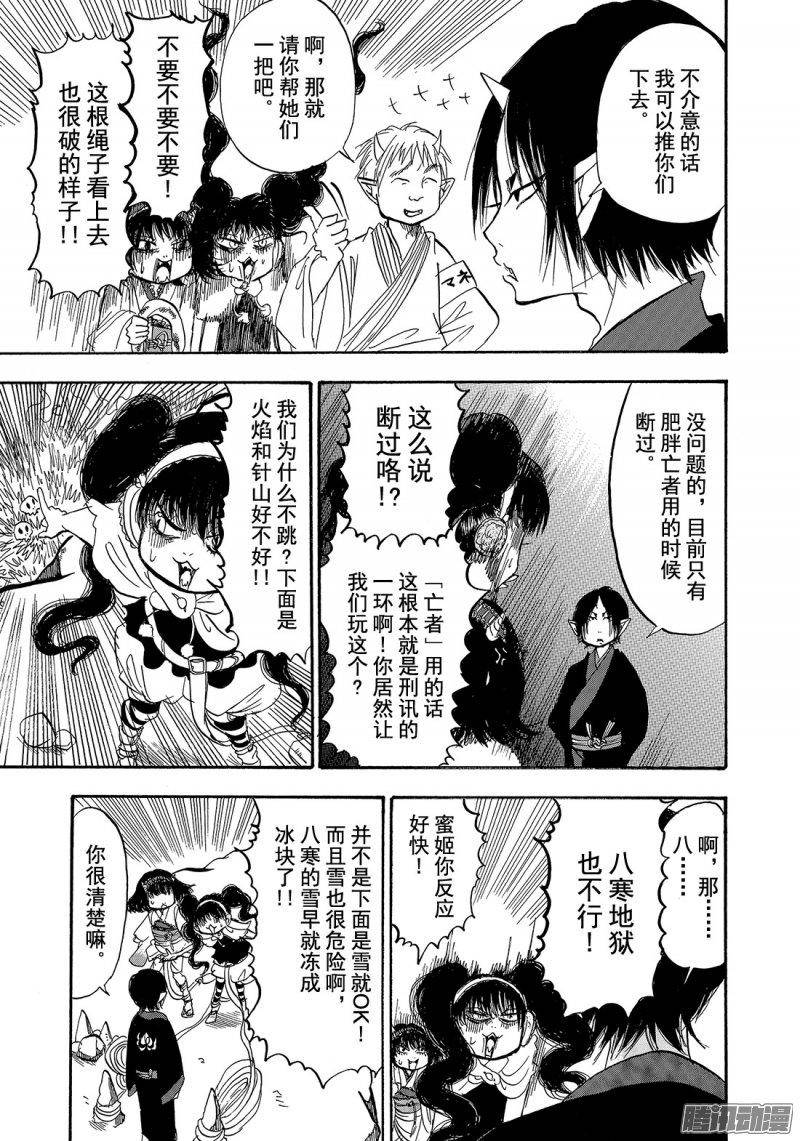 不介意的话
我可以推你们
下去。
啊，那就
请你帮她们
一把吧。
マネ
不要不要不要！
这根绳子看上去
也很破的样子!!
没问题的，目前只有
肥胖亡者用的时候
断过。
这么说
断过咯!?
「亡者」用的话
这根本就是刑讯的
一环啊！你居然让
我们玩这个？
我们为什么不跳？下面是
火焰和针山好不好!!
啊，那……
八……
八寒地狱
也不行！
蜜姬你反应
好快！
并不是下面是雪就OK！
而且雪也很危险啊，
八寒的雪早就冻成
冰块了!!
你很清楚嘛。
腾讯动漫